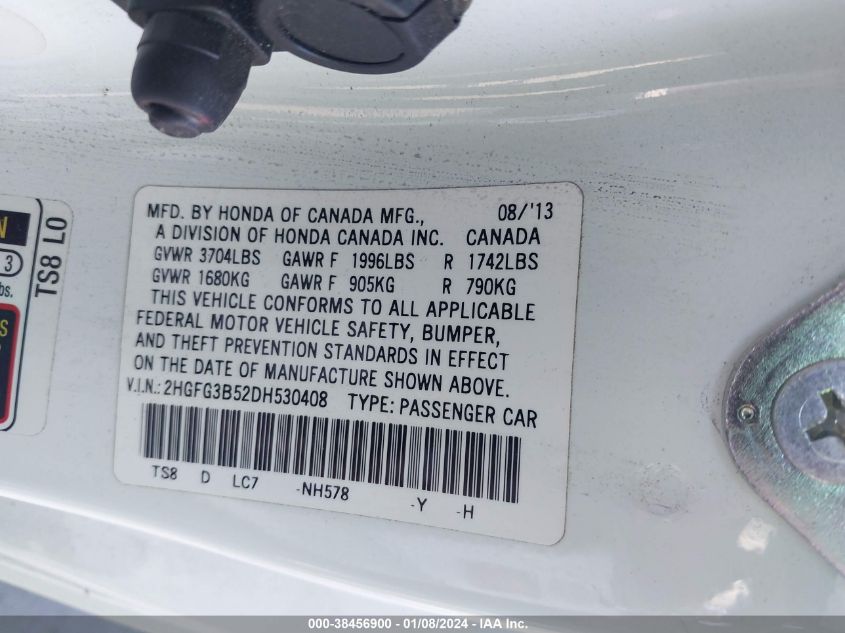 MFD. BY HONDA OF CANADA MFG., 08/'13
A DIVISION OF HONDA CANADA INC. CANADA
GVWR 3704LBS GAWR F 1996LBS R 1742LBS
GVWR 1680KG GAWR F 905KG R 790KG
THIS VEHICLE CONFORMS TO ALL APPLICABLE
FEDERAL MOTOR VEHICLE SAFETY, BUMPER,
AND THEFT PREVENTION STANDARDS IN EFFECT
ON THE DATE OF MANUFACTURE SHOWN ABOVE.
V.I.N.: 2HGFG3B52DH530408 TYPE: PASSENGER CAR
TS8 D LC7 -NH578 -Y -H
TS8 L0
N
3
bs.
S
000-38456900 - 01/08/2024 - IAA Inc.